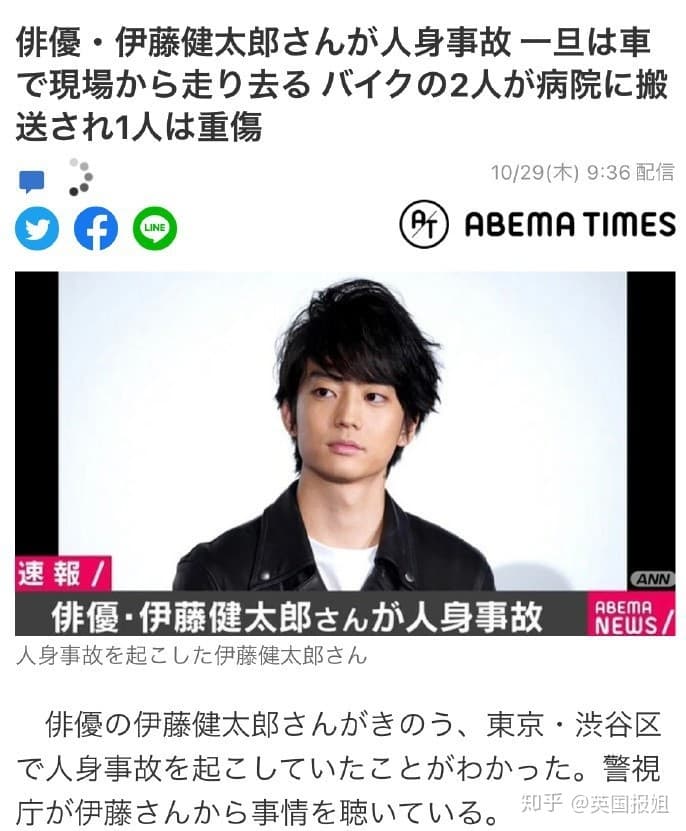 俳優・伊藤健太郎さんが人身事故 一旦は車
で現場から走り去る バイクの2人が病院に搬
送され1人は重傷
10/29(木) 9:36 配信
LINE
AT ABEMA TIMES
速報/
ANN
俳優・伊藤健太郎さんが人身事故
ABEMA
NEWS/
人身事故を起こした伊藤健太郎さん
俳優の伊藤健太郎さんがきのう、東京・渋谷区
で人身事故を起こしていたことがわかった。警視
庁が伊藤さんから事情を聴いている。
知乎 @英国报姐